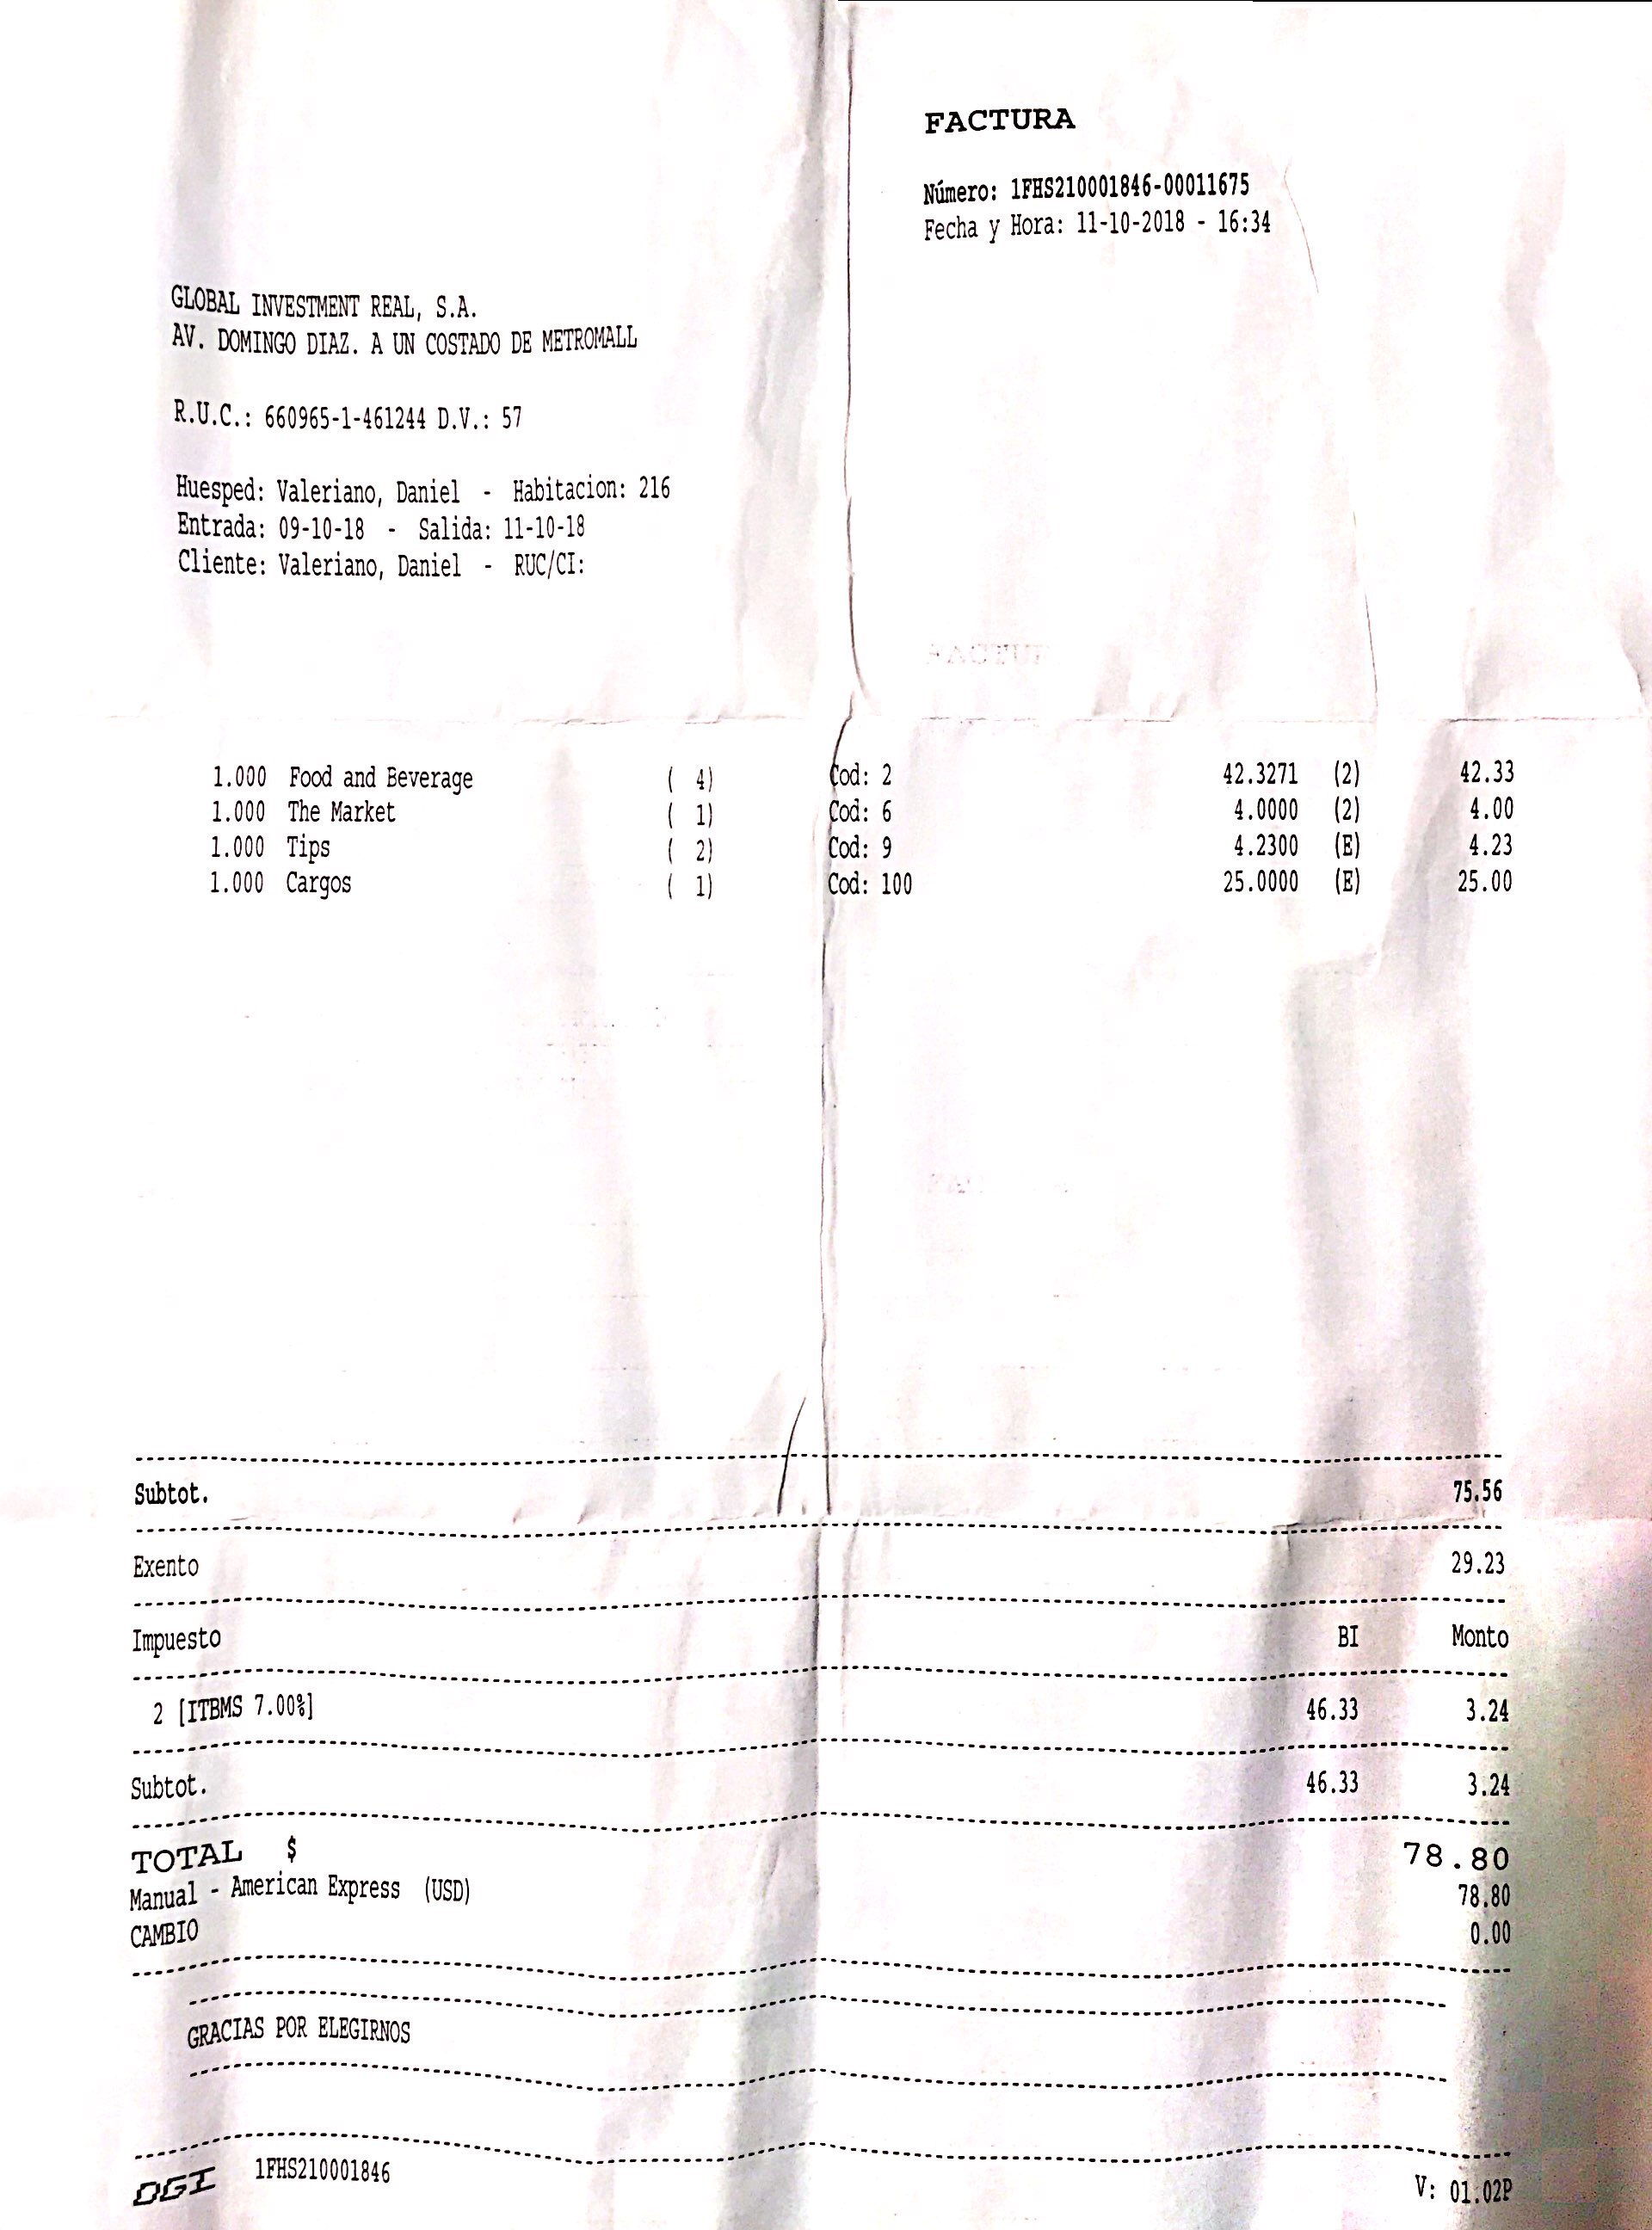 FACTURA
Número: 1FHS210001846-00011675
Fecha y Hora: 11-10-2018 - 16:34
GLOBAL INVESTMENT REAL, S.A.
AV. DOMINGO DIAZ. A UN COSTADO DE METROMALL
R.U.C.: 660965-1-461244 D.V.: 57
Huesped: Valeriano, Daniel - Habitacion: 216
Entrada: 09-10-18 - Salida: 11-10-18
Cliente: Valeriano, Daniel - RUC/CI:
1.000 Food and Beverage ( 4) Cod: 2 42.3271 (2) 42.33
1.000 The Market ( 1) Cod: 6 4.0000 (2) 4.00
1.000 Tips ( 2) Cod: 9 4.2300 (E) 4.23
1.000 Cargos ( 1) Cod: 100 25.0000 (E) 25.00
Subtot. 75.56
Exento 29.23
Impuesto BI Monto
2 [ITBMS 7.00%] 46.33 3.24
Subtot. 46.33 3.24
TOTAL $ 78.80
Manual - American Express (USD) 78.80
CAMBIO 0.00
GRACIAS POR ELEGIRNOS
DGI 1FHS210001846
V: 01.02P